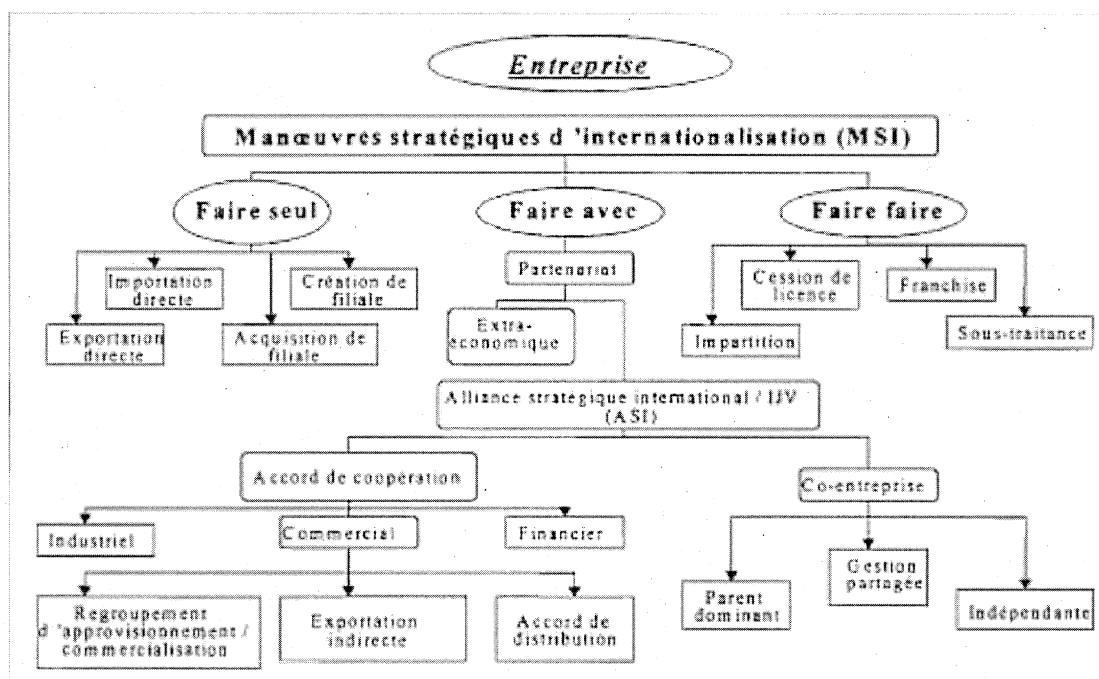 Entreprise
Manœuvres stratégiques d 'internationalisation (MSI)
Faire seul
Faire avec
Faire faire
Importation
directe
Création de
filiale
Exportation
directe
Acquisition de
filiale
Partenariat
Extra-
économique
Cession de
licence
Franchise
Impartition
Sous-traitance
Alliance stratégique international / IJV
(ASI)
Accord de coopération
Co-entreprise
Industriel
Commercial
Financier
Regroupement
d 'approvisionnement /
commercialisation
Exportation
indirecte
Accord de
distribution
Parent
dominant
Gestion
partagée
Indépendante